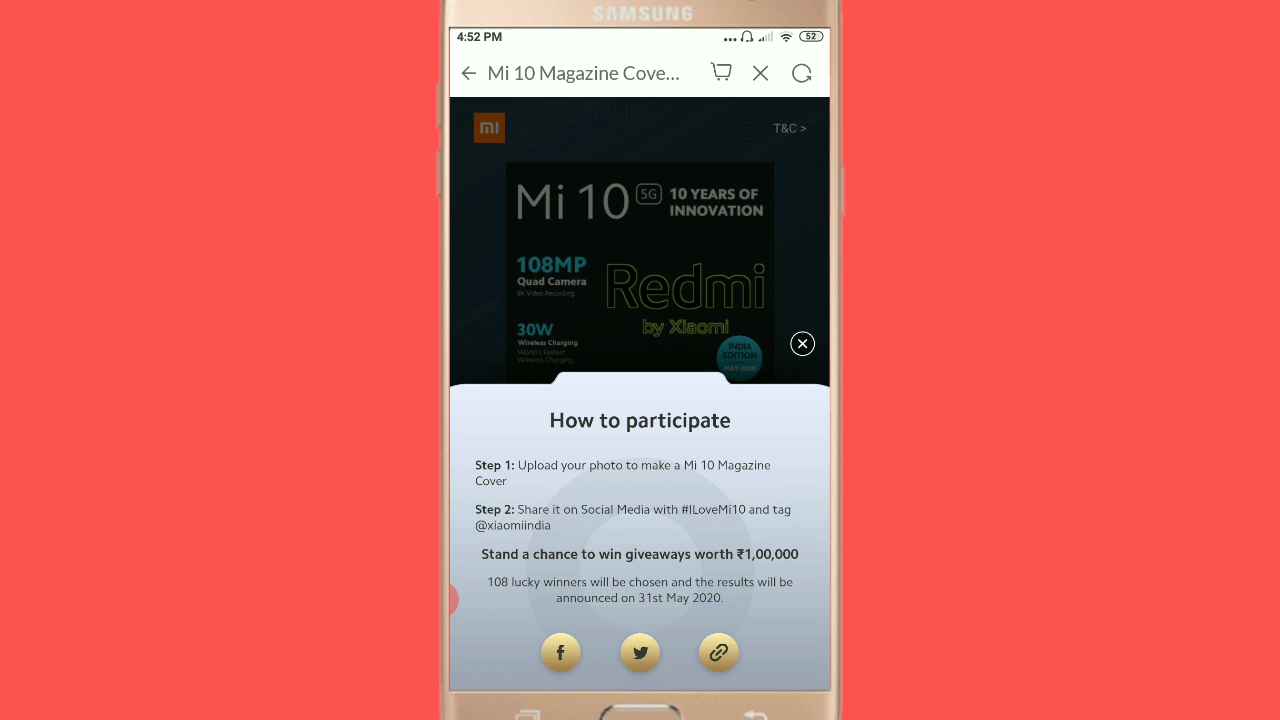 SAMSUNG
4:52 PM
52
Mi 10 Magazine Cove...
mi
T&C >
Mi 10 5G 10 YEARS OF
INNOVATION
108MP
Quad Camera
8K Video Recording
Redmi
by Xiaomi
30W
Wireless Charging
World's Fastest
Wireless Charging
INDIA
EDITION
MAY-2020
How to participate
Step 1: Upload your photo to make a Mi 10 Magazine
Cover
Step 2: Share it on Social Media with #ILoveMi10 and tag
@xiaomiindia
Stand a chance to win giveaways worth ₹1,00,000
108 lucky winners will be chosen and the results will be
announced on 31st May 2020.
f